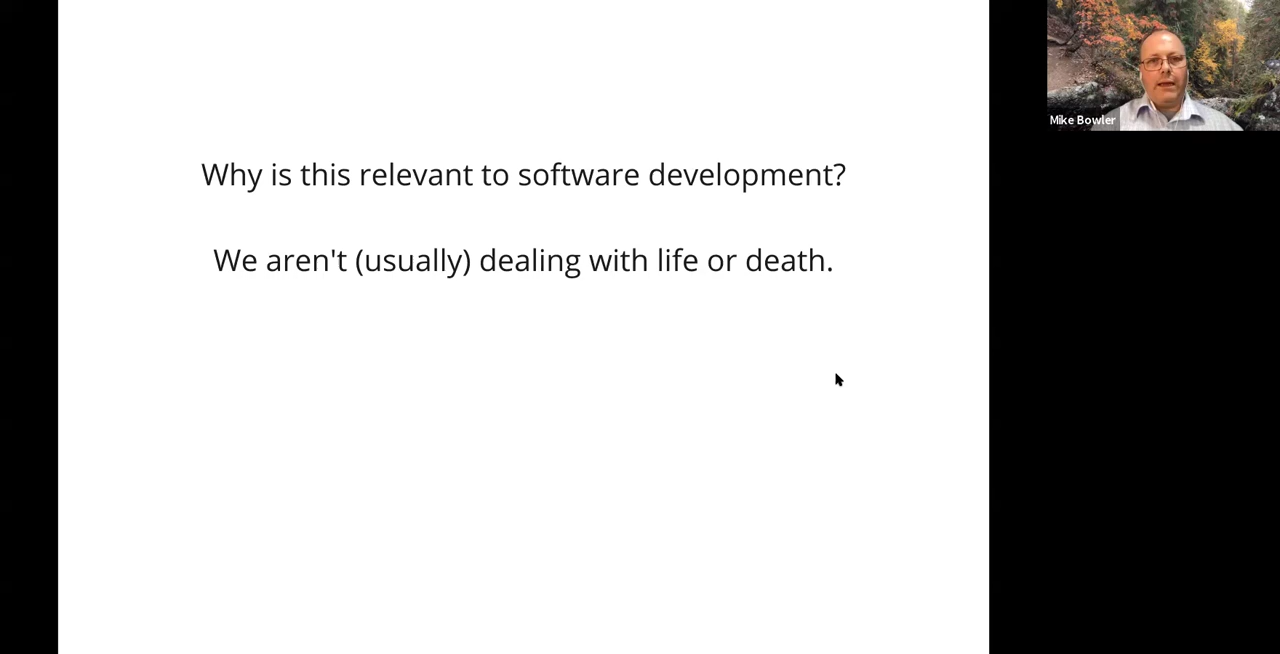 Why is this relevant to software development?
We aren't (usually) dealing with life or death.
Mike Bowler